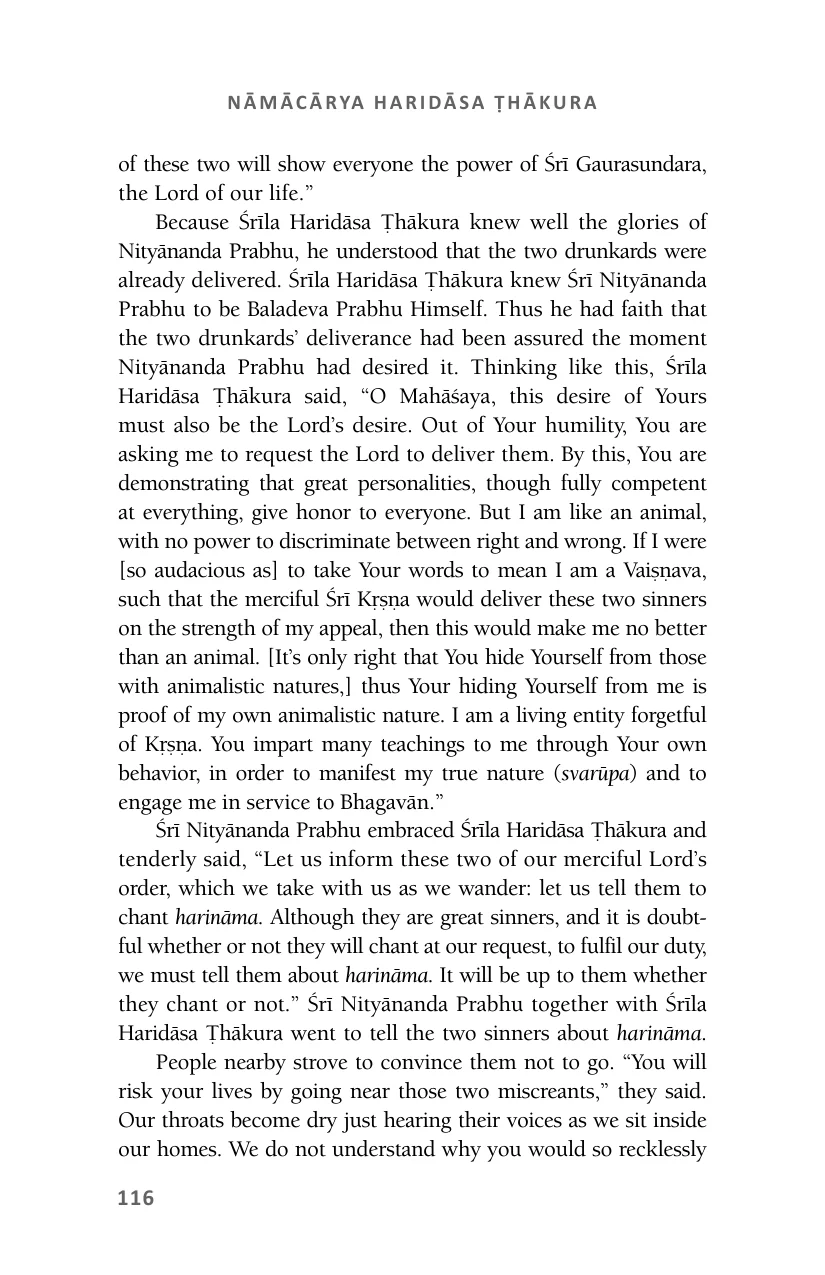 NĀMĀCĀRYA HARIDĀSA ṬHĀKURA
of these two will show everyone the power of Śrī Gaurasundara,
the Lord of our life.”
Because Śrīla Haridāsa Ṭhākura knew well the glories of
Nityānanda Prabhu, he understood that the two drunkards were
already delivered. Śrīla Haridāsa Ṭhākura knew Śrī Nityānanda
Prabhu to be Baladeva Prabhu Himself. Thus he had faith that
the two drunkards’ deliverance had been assured the moment
Nityānanda Prabhu had desired it. Thinking like this, Śrīla
Haridāsa Ṭhākura said, “O Mahāśaya, this desire of Yours
must also be the Lord’s desire. Out of Your humility, You are
asking me to request the Lord to deliver them. By this, You are
demonstrating that great personalities, though fully competent
at everything, give honor to everyone. But I am like an animal,
with no power to discriminate between right and wrong. If I were
[so audacious as] to take Your words to mean I am a Vaiṣṇava,
such that the merciful Śrī Kṛṣṇa would deliver these two sinners
on the strength of my appeal, then this would make me no better
than an animal. [It’s only right that You hide Yourself from those
with animalistic natures,] thus Your hiding Yourself from me is
proof of my own animalistic nature. I am a living entity forgetful
of Kṛṣṇa. You impart many teachings to me through Your own
behavior, in order to manifest my true nature (svarūpa) and to
engage me in service to Bhagavān.”
Śrī Nityānanda Prabhu embraced Śrīla Haridāsa Ṭhākura and
tenderly said, “Let us inform these two of our merciful Lord’s
order, which we take with us as we wander: let us tell them to
chant harināma. Although they are great sinners, and it is doubt-
ful whether or not they will chant at our request, to fulfil our duty,
we must tell them about harināma. It will be up to them whether
they chant or not.” Śrī Nityānanda Prabhu together with Śrīla
Haridāsa Ṭhākura went to tell the two sinners about harināma.
People nearby strove to convince them not to go. “You will
risk your lives by going near those two miscreants,” they said.
Our throats become dry just hearing their voices as we sit inside
our homes. We do not understand why you would so recklessly
116